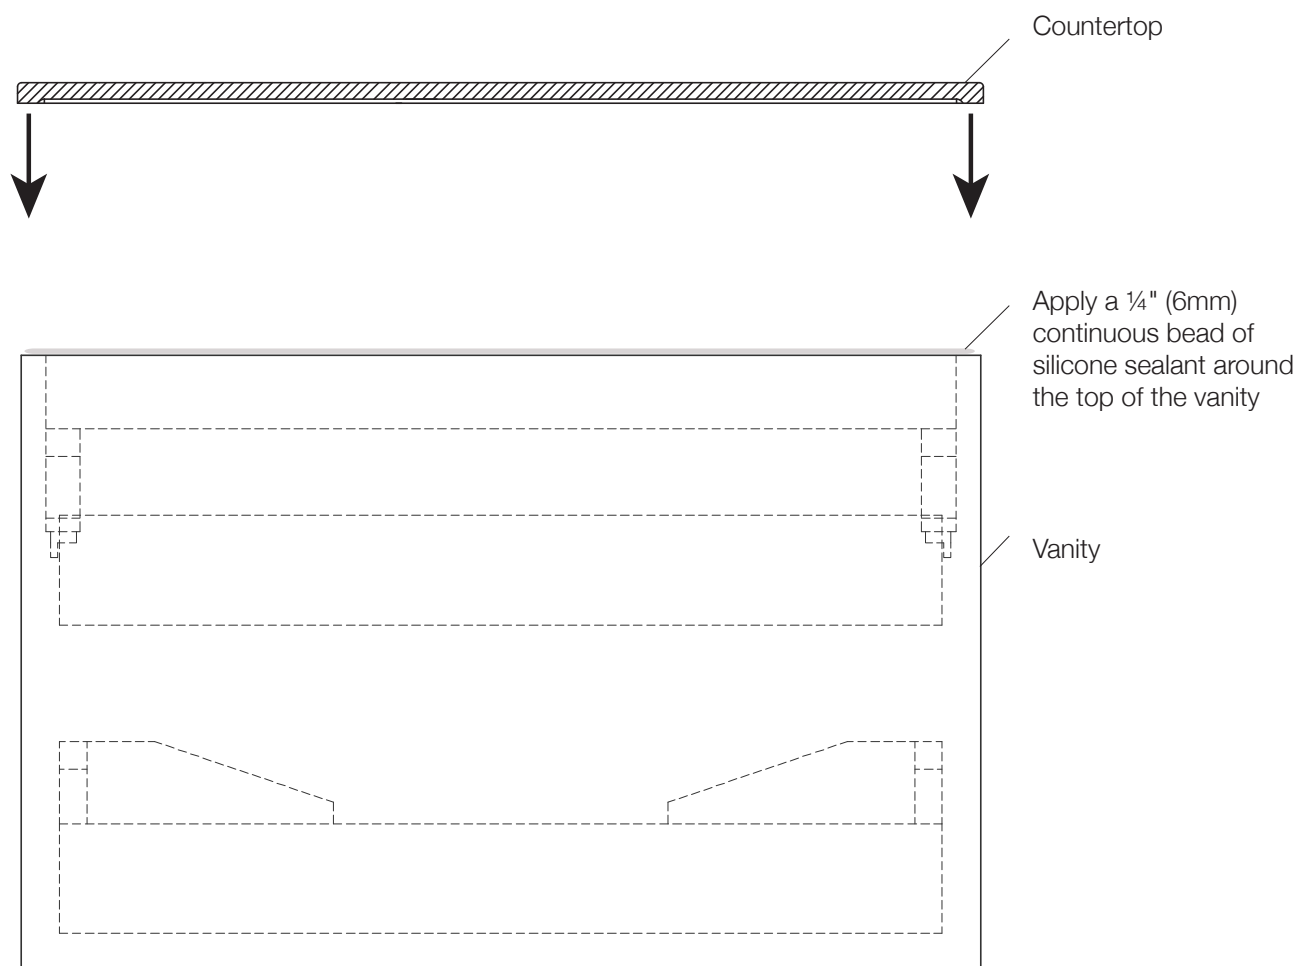 Countertop
Apply a ¼" (6mm)
continuous bead of
silicone sealant around
the top of the vanity
Vanity